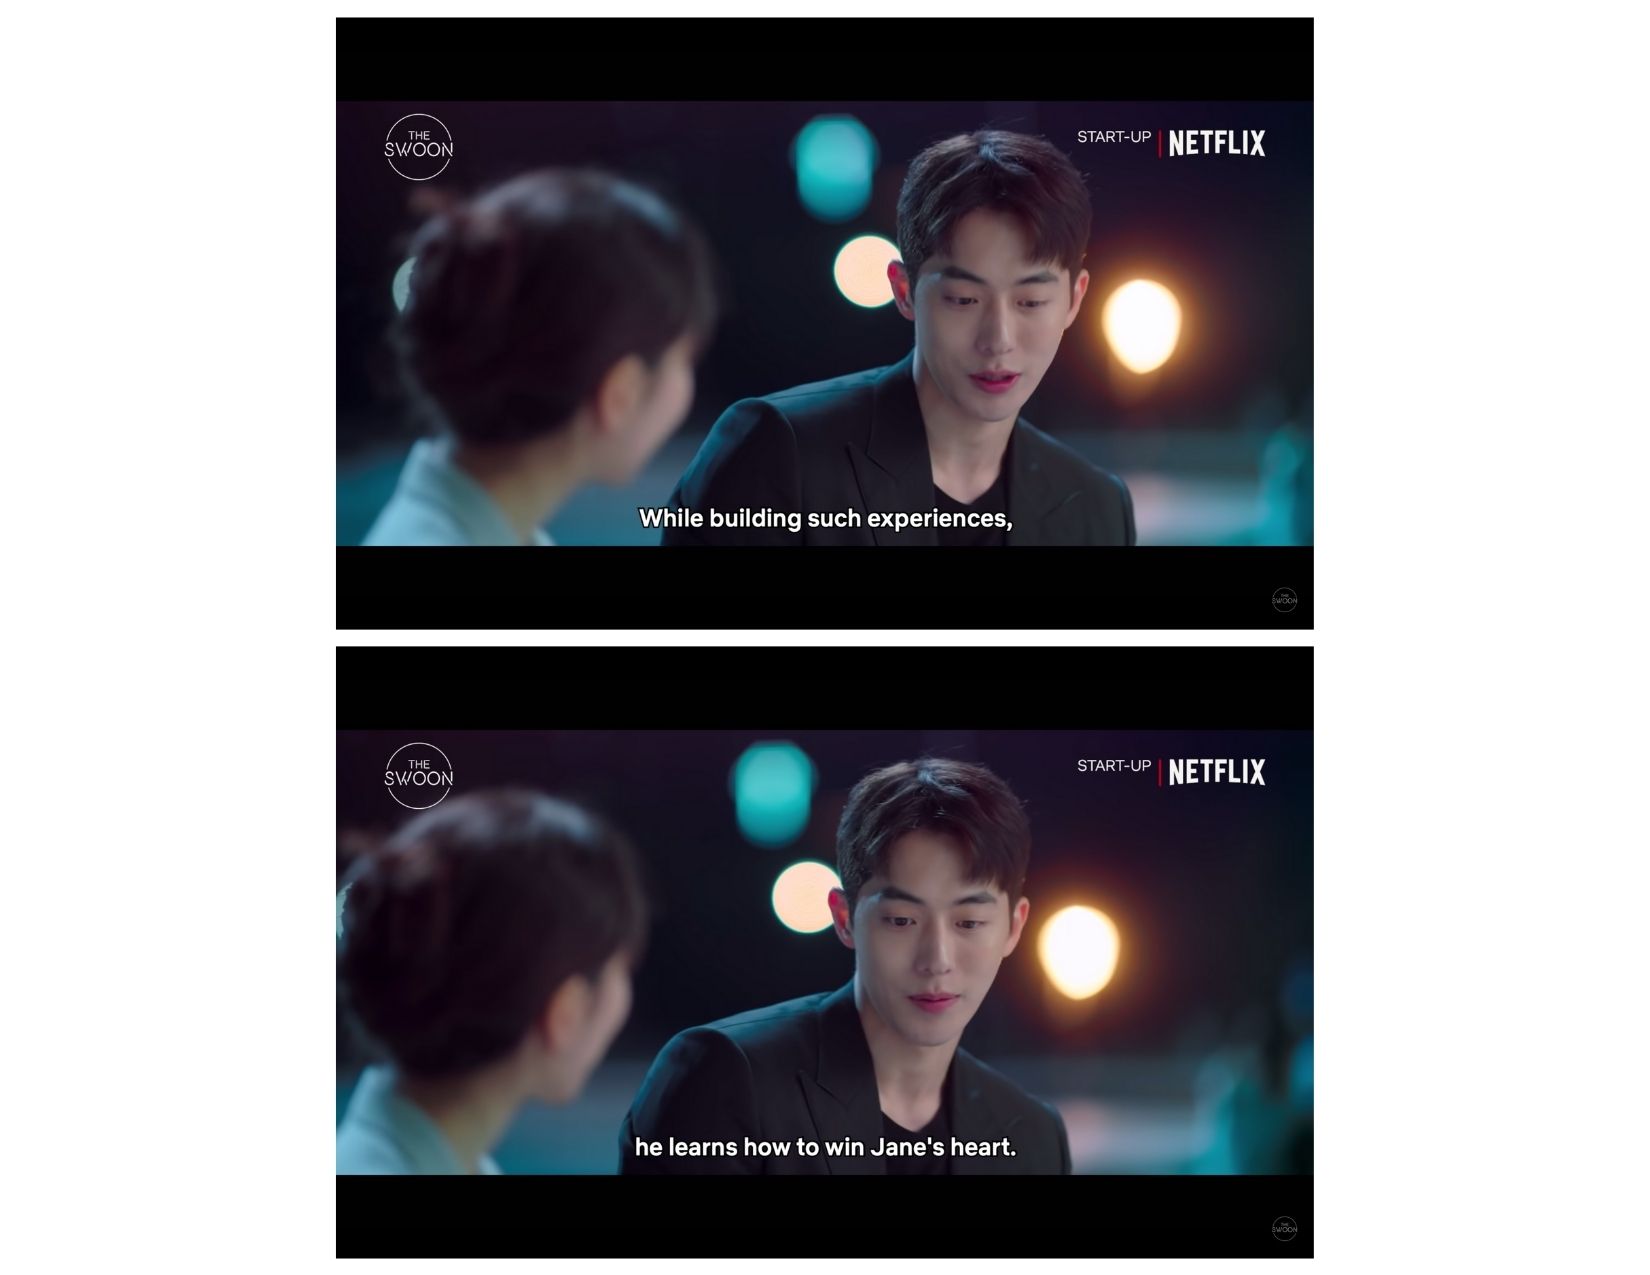 THE
SWOON
START-UP | NETFLIX
While building such experiences,
THE
SWOON
THE
SWOON
START-UP | NETFLIX
he learns how to win Jane's heart.
THE
SWOON